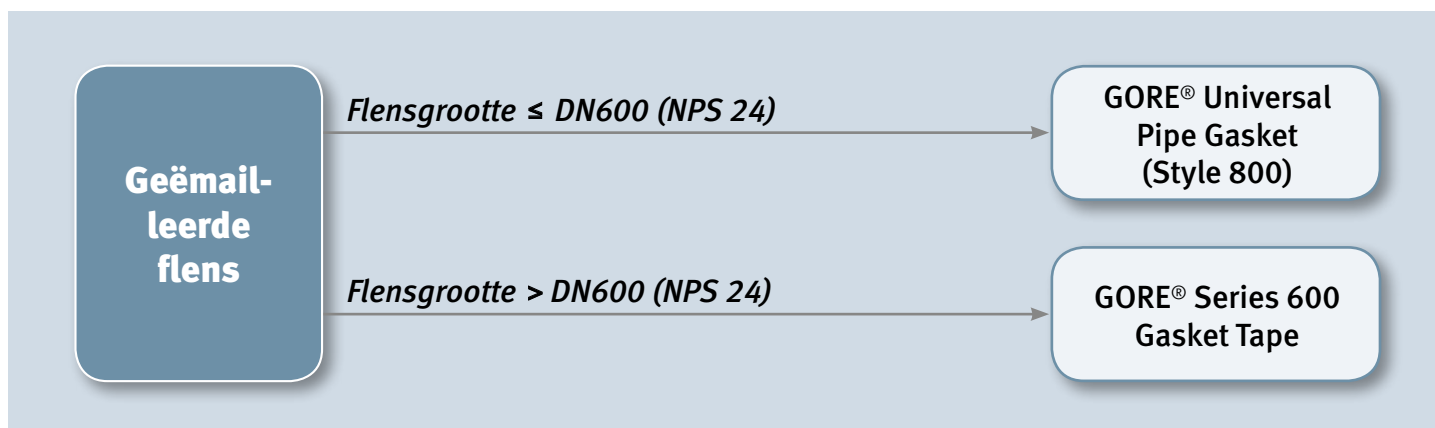 Geëmail-
leerde
flens
Flensgrootte ≤ DN600 (NPS 24)
GORE® Universal
Pipe Gasket
(Style 800)
Flensgrootte > DN600 (NPS 24)
GORE® Series 600
Gasket Tape